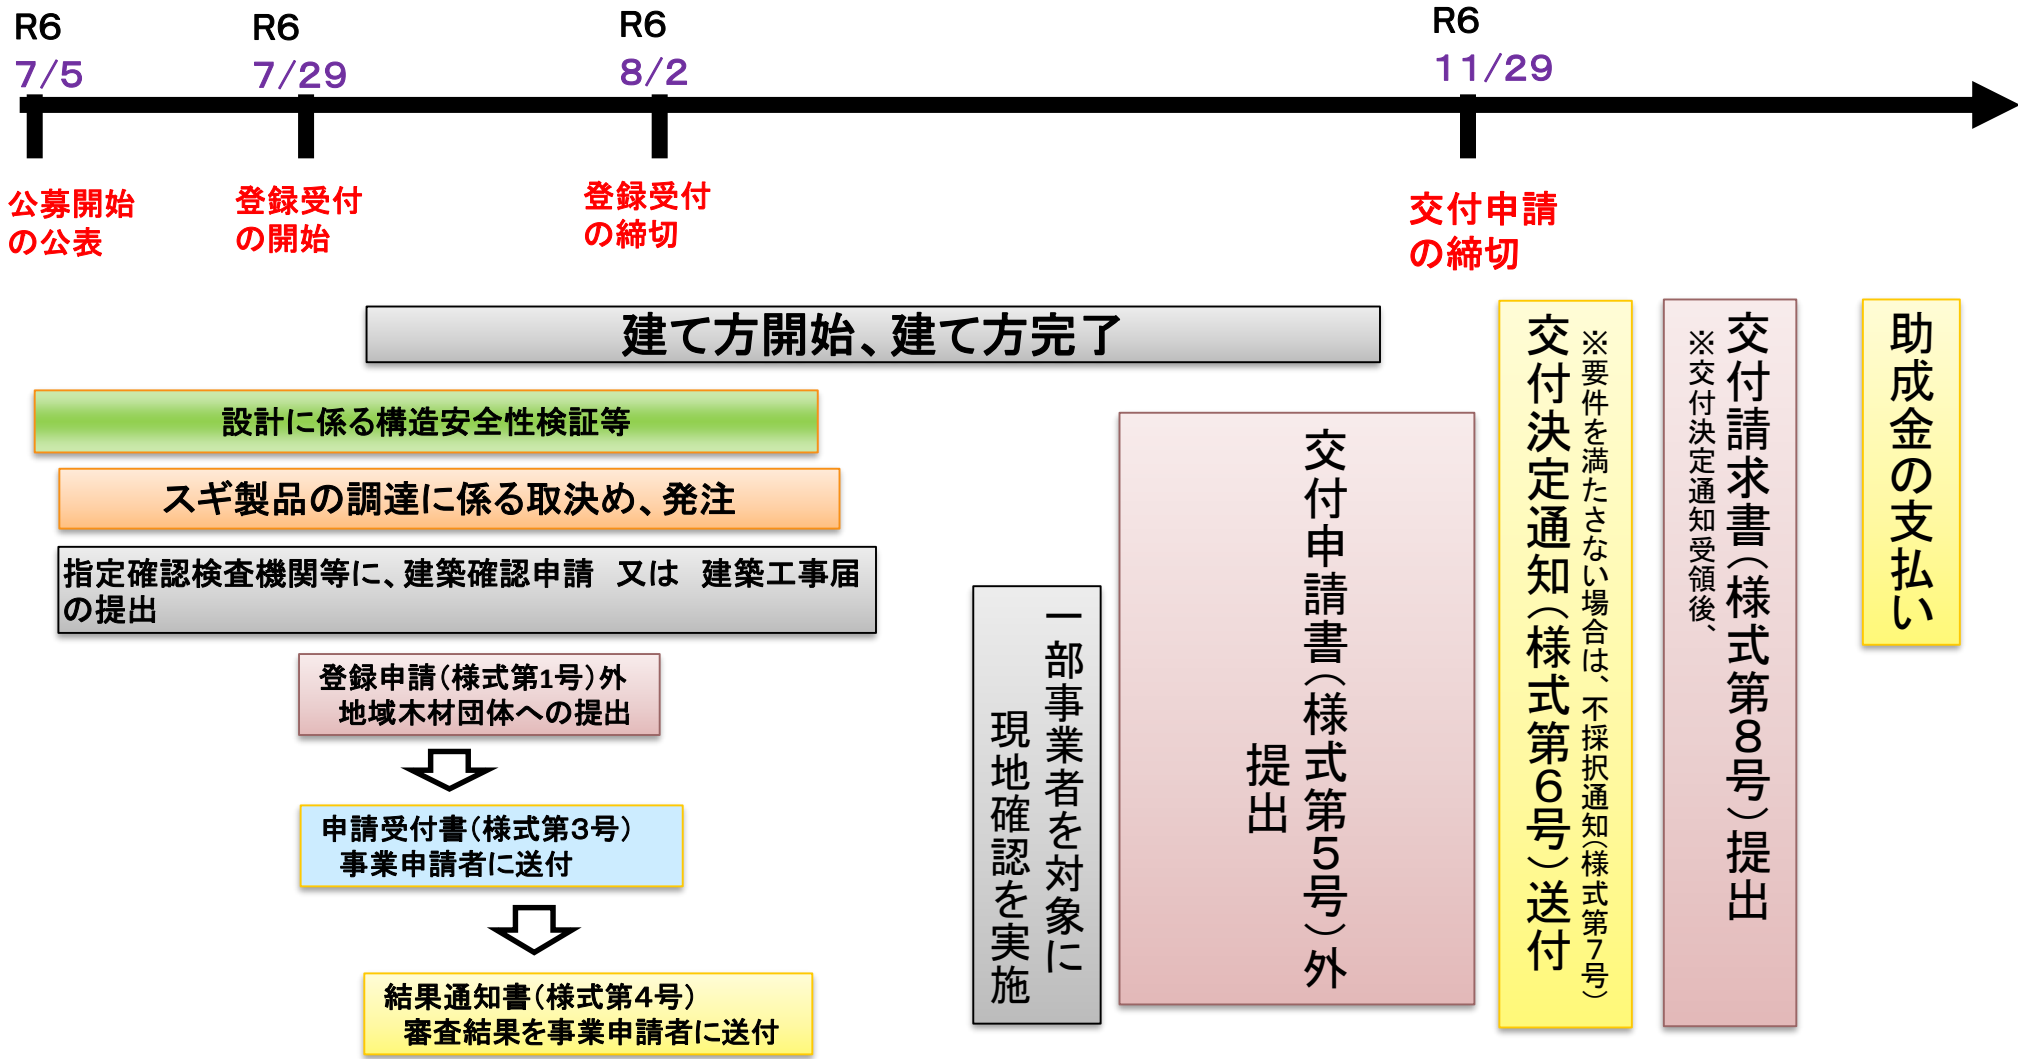 R6
7/5
R6
7/29
R6
8/2
R6
11/29
公募開始
の公表
登録受付
の開始
登録受付
の締切
交付申請
の締切
建て方開始、建て方完了
設計に係る構造安全性検証等
スギ製品の調達に係る取決め、発注
指定確認検査機関等に、建築確認申請　又は　建築工事届
の提出
登録申請(様式第1号)外
地域木材団体への提出
申請受付書(様式第3号)
事業申請者に送付
結果通知書(様式第4号)
審査結果を事業申請者に送付
一部事業者を対象に
現地確認を実施
交付申請書(様式第5号)外
提出
※要件を満たさない場合は、不採択通知(様式第7号)
交付決定通知(様式第6号)送付
交付請求書(様式第8号)提出
※交付決定通知受領後、
助成金の支払い